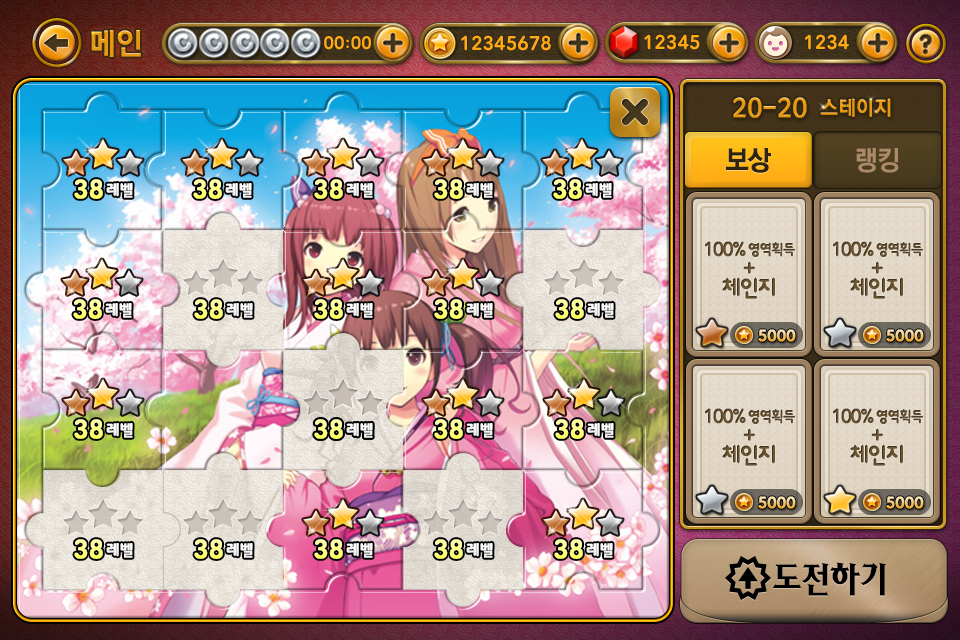 메인
C C C C C 00:00 +
12345678 +
12345 +
1234 +
?
20-20 스테이지
보상 랭킹
38레벨 38레벨 38레벨 38레벨 38레벨
38레벨 38레벨 38레벨 38레벨 38레벨
38레벨 38레벨 38레벨 38레벨
38레벨 38레벨 38레벨 38레벨 38레벨
100% 영역획득
+
체인지
5000
100% 영역획득
+
체인지
5000
100% 영역획득
+
체인지
5000
100% 영역획득
+
체인지
5000
도전하기